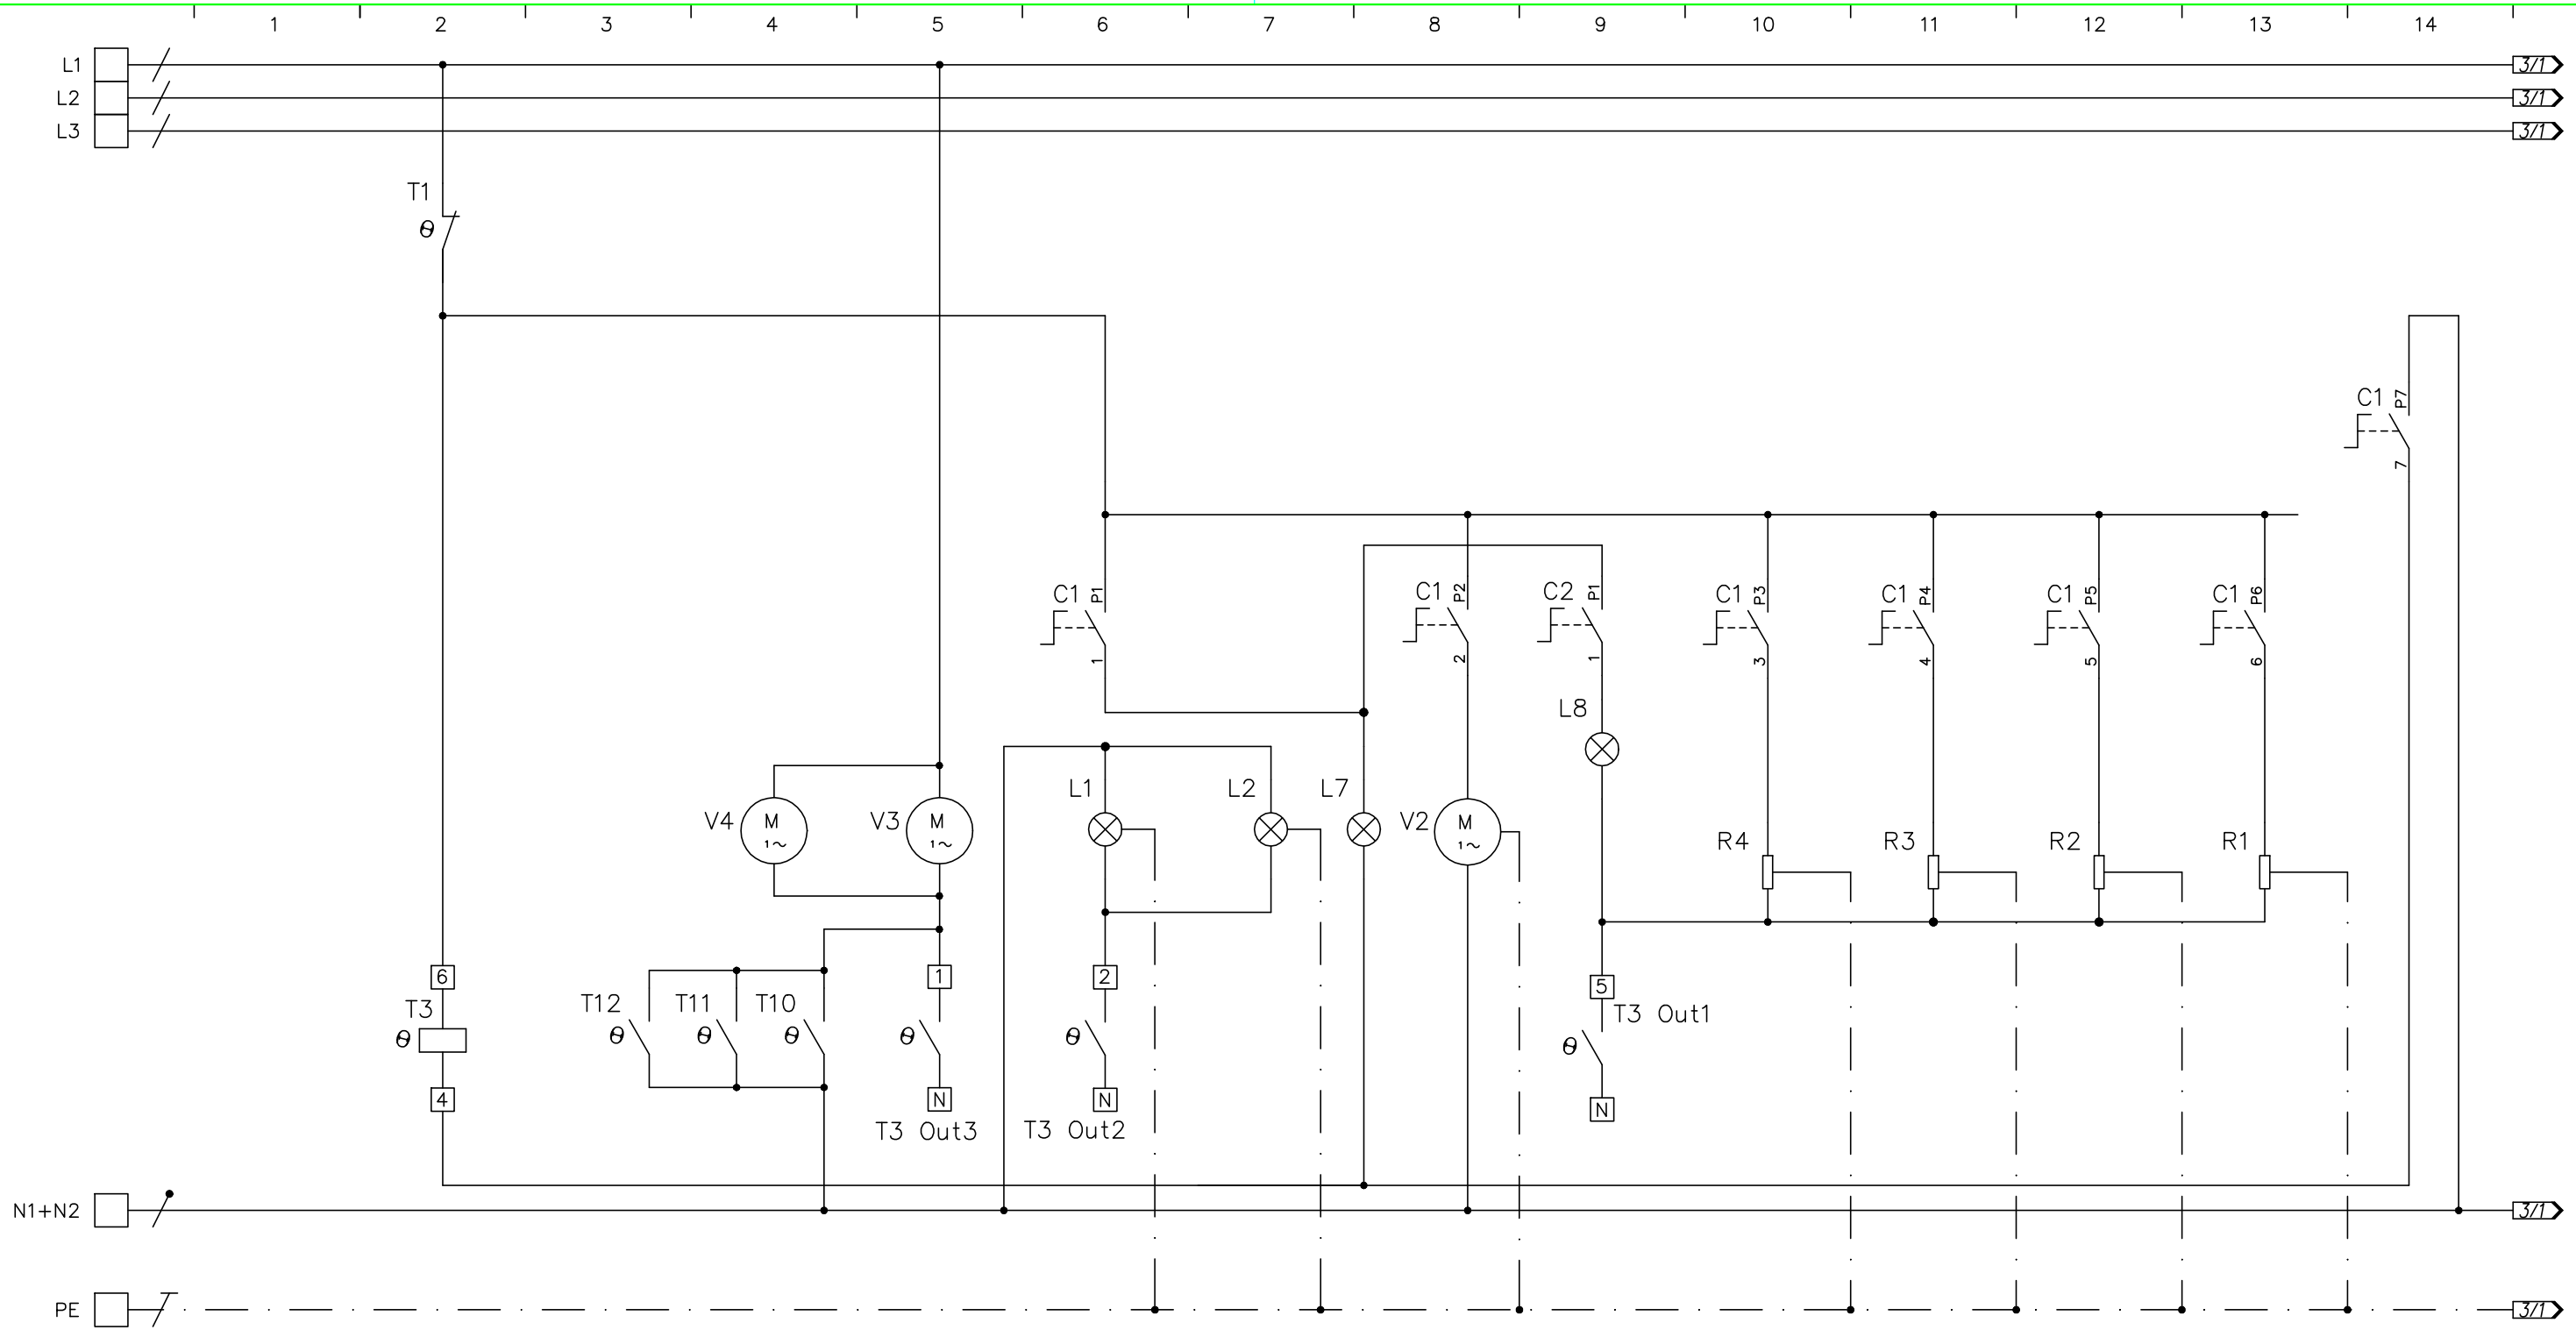 1 2 3 4 5 6 7 8 9 10 11 12 13 14
L1 3/1
L2 3/1
L3 3/1
T1
θ
C1 P7
7
C1 P1 C1 P2 C2 P1 C1 P3 C1 P4 C1 P5 C1 P6
1 2 1 3 4 5 6
L8
L1 L2 L7
V4 M 1~ V3 M 1~ V2 M 1~
R4 R3 R2 R1
6 1 2 5
T3 T12 T11 T10 T3 Out1
θ θ θ θ θ θ θ
4 N N N
T3 Out3 T3 Out2
N1+N2 3/1
PE 3/1